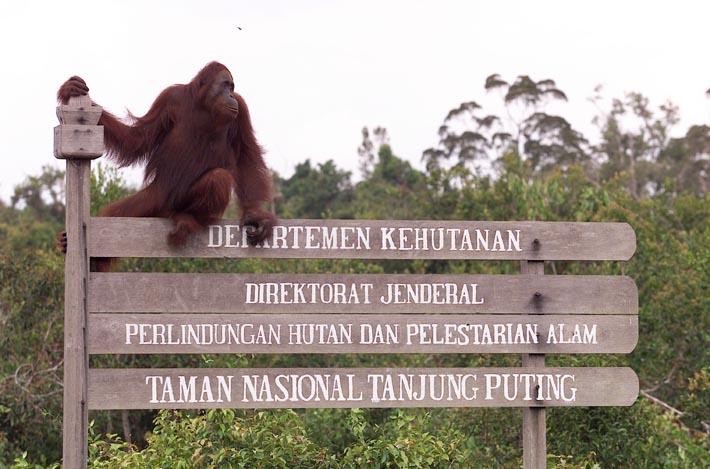 DEPARTEMEN KEHUTANAN
DIREKTORAT JENDERAL
PERLINDUNGAN HUTAN DAN PELESTARIAN ALAM
TAMAN NASIONAL TANJUNG PUTING